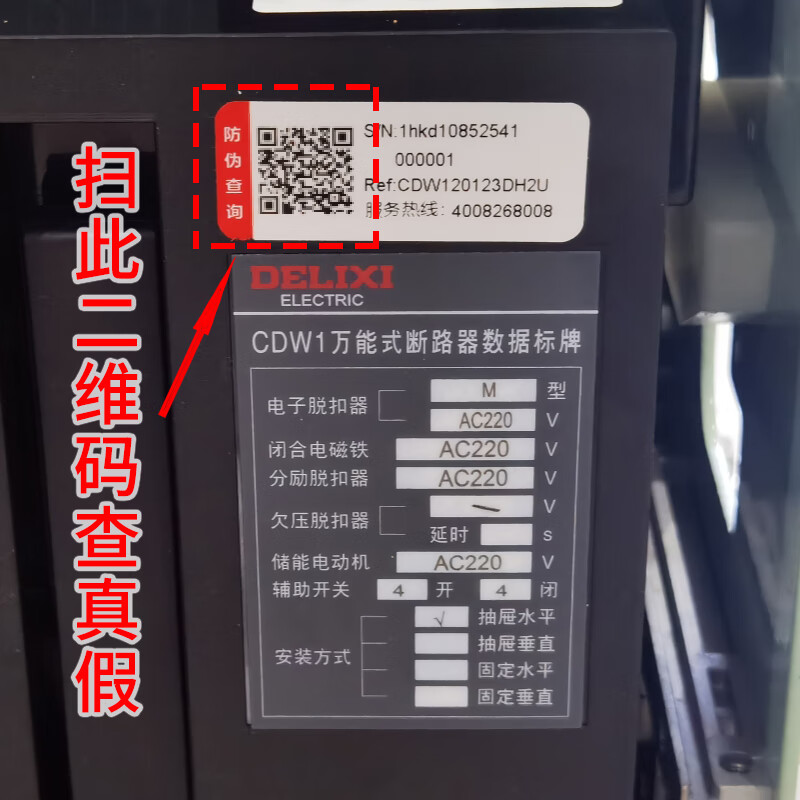 扫此二维码查真假
防伪查询
S/N:1hkd10852541
000001
Ref:CDW120123DH2U
服务热线: 4008268008
DELIXI
ELECTRIC
CDW1万能式断路器数据标牌
电子脱扣器 M 型
AC220 V
闭合电磁铁 AC220 V
分励脱扣器 AC220 V
欠压脱扣器 — V
延时 s
储能电动机 AC220 V
辅助开关 4 开 4 闭
安装方式
√ 抽屉水平
抽屉垂直
固定水平
固定垂直